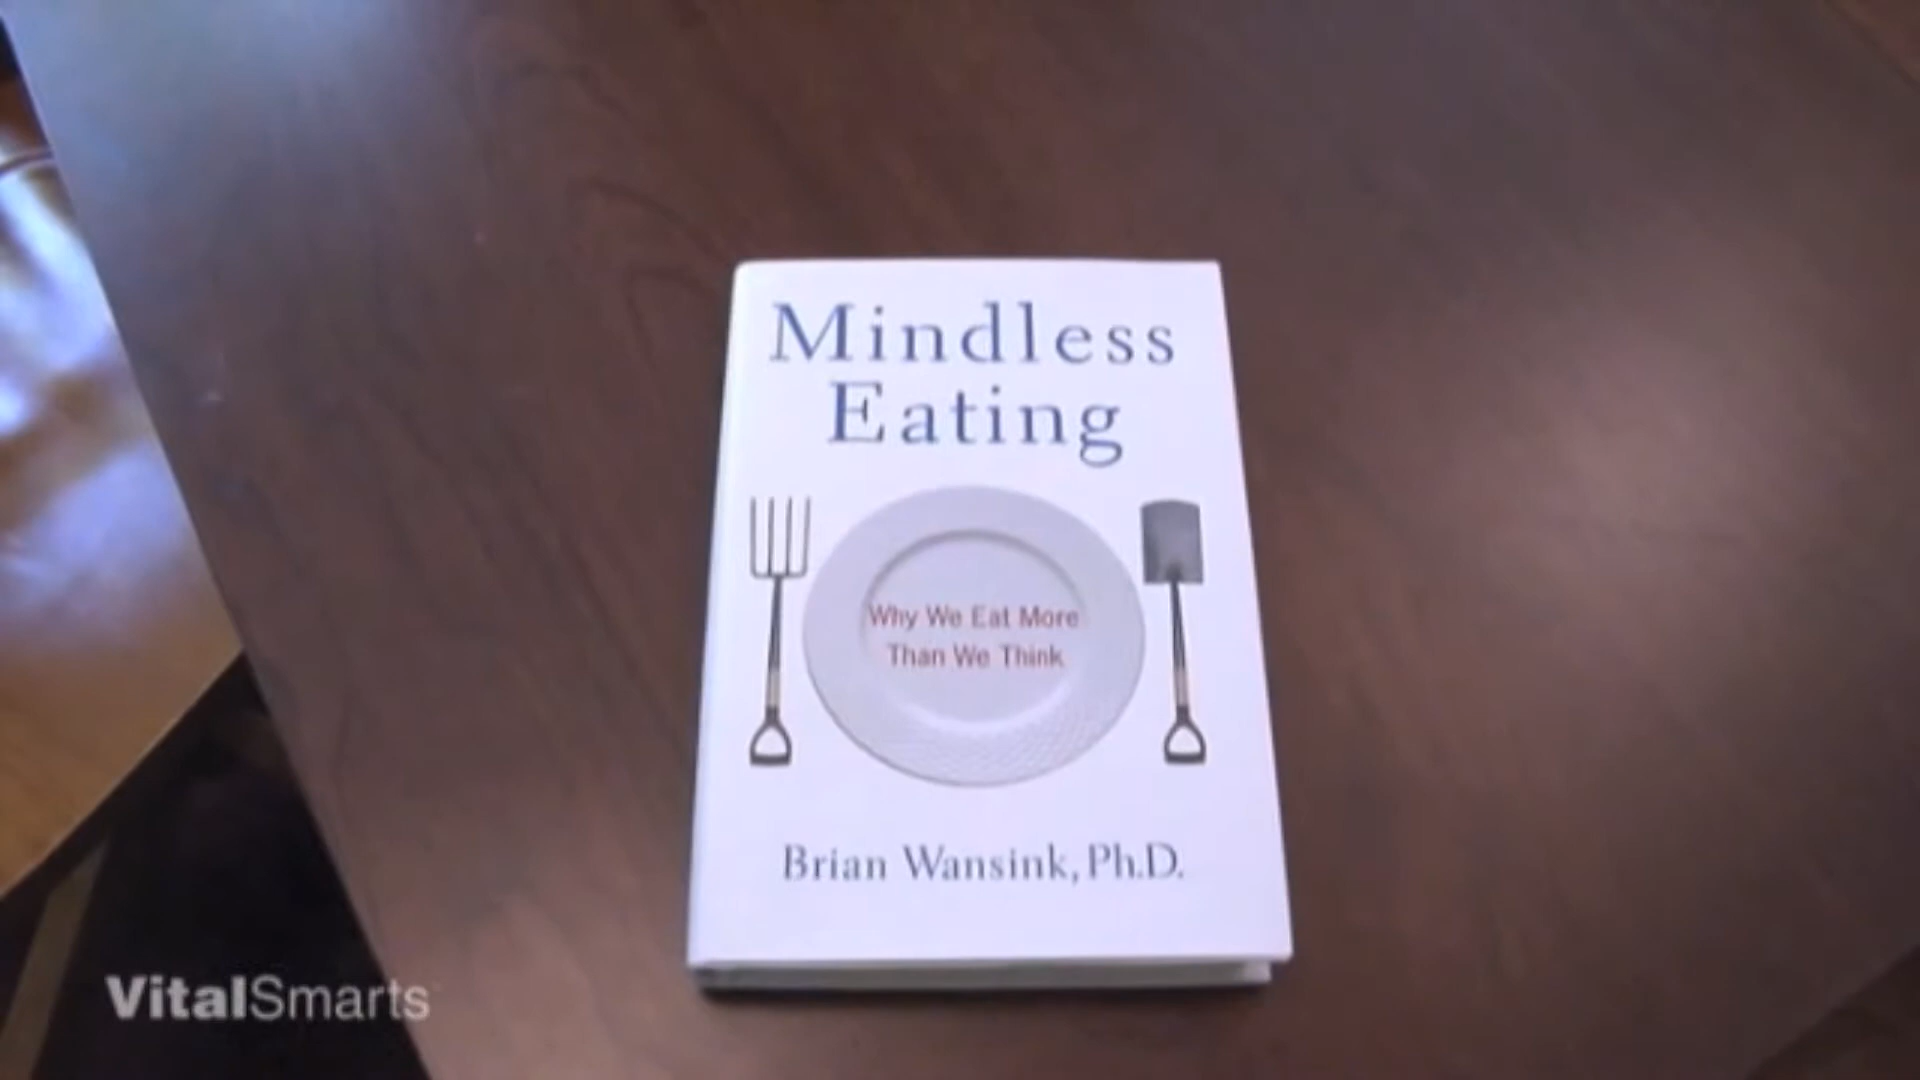 Mindless
Eating
Why We Eat More
Than We Think
Brian Wansink, Ph.D.
VitalSmarts